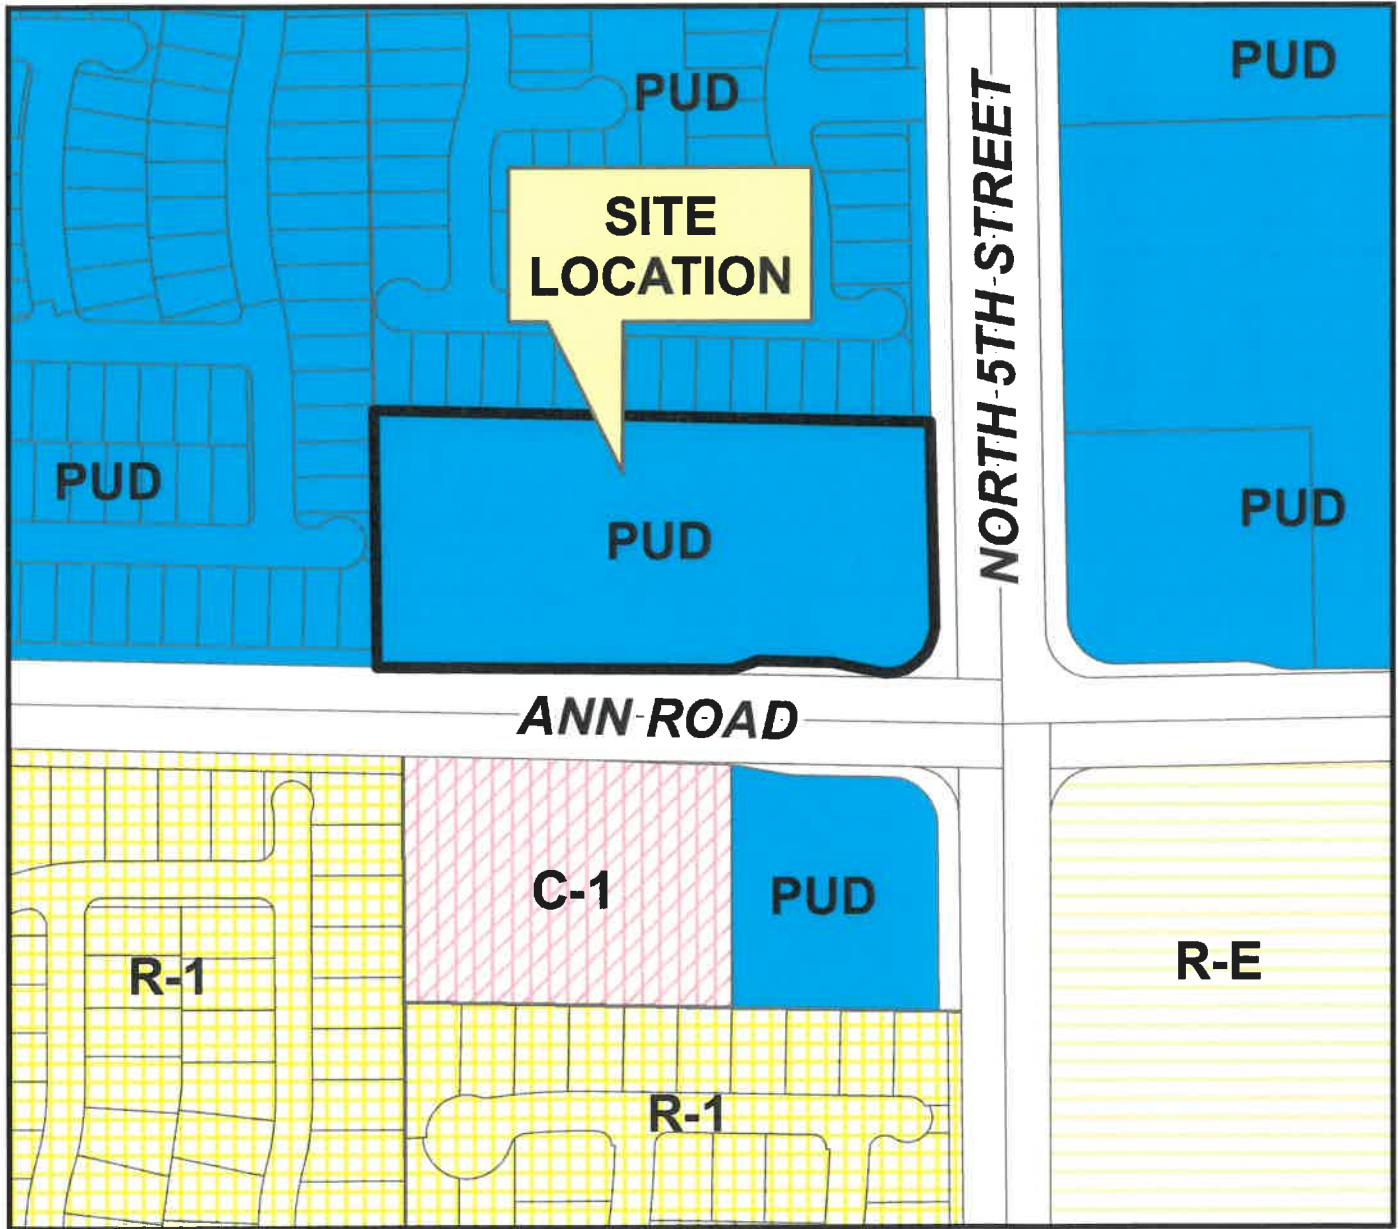 PUD
PUD
SITE
LOCATION
NORTH 5TH STREET
PUD
PUD
PUD
ANN ROAD
C-1
PUD
R-1
R-E
R-1